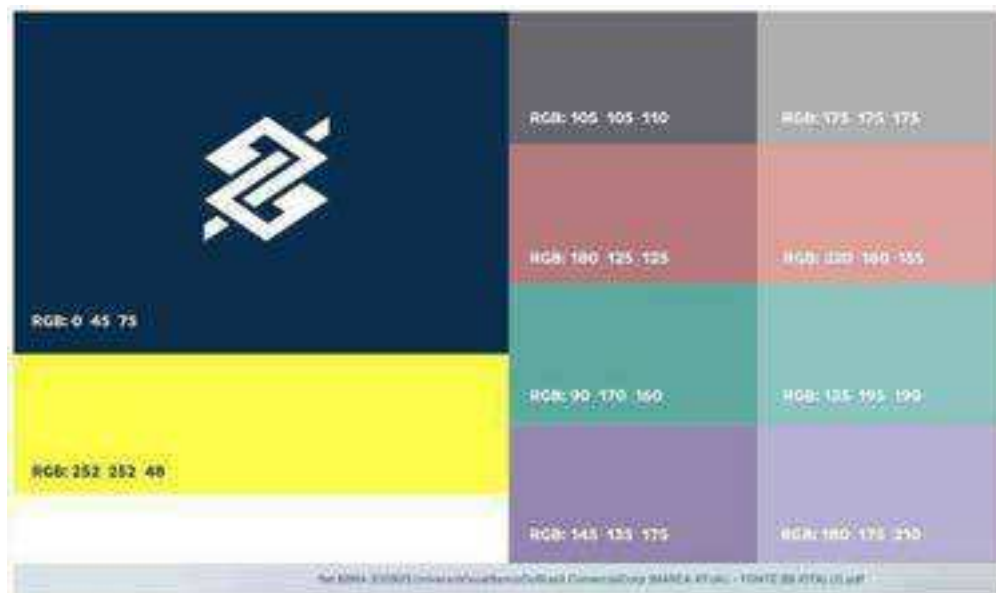 RGB: 105 105 110
RGB: 175 175 175
RGB: 180 125 125
RGB: 220 160 155
RGB: 0 45 75
RGB: 90 170 160
RGB: 135 195 190
RGB: 252 252 48
RGB: 145 135 175
RGB: 180 175 210